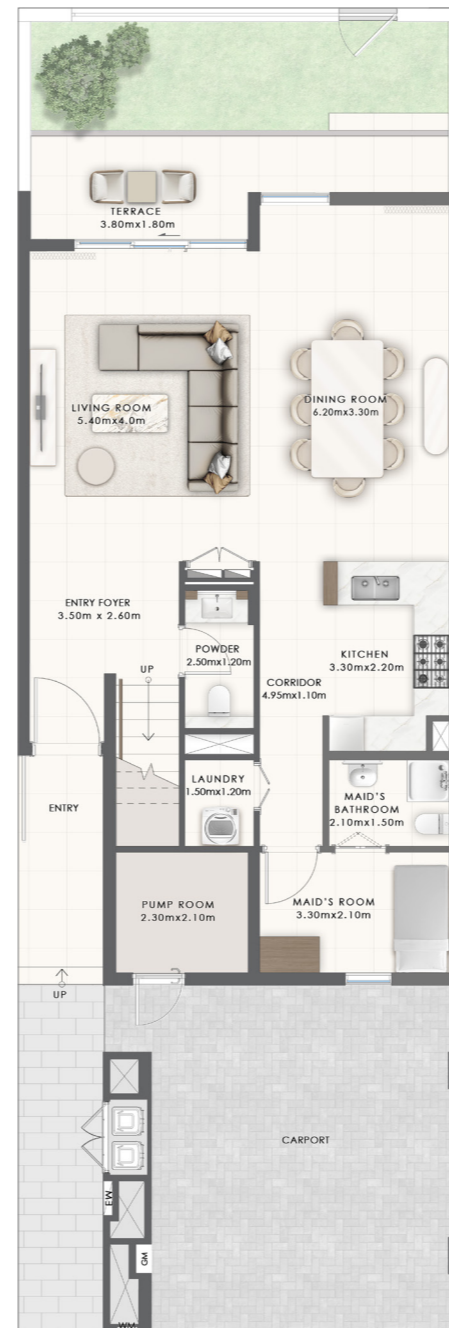 TERRACE
3.80mx1.80m
LIVING ROOM
5.40mx4.0m
DINING ROOM
6.20mx3.30m
ENTRY FOYER
3.50m x 2.60m
POWDER
2.50mx1.20m
KITCHEN
3.30mx2.20m
UP
CORRIDOR
4.95mx1.10m
LAUNDRY
1.50mx1.20m
MAID'S
BATHROOM
2.10mx1.50m
ENTRY
PUMP ROOM
2.30mx2.10m
MAID'S ROOM
3.30mx2.10m
UP
CARPORT
EM
GM
WM